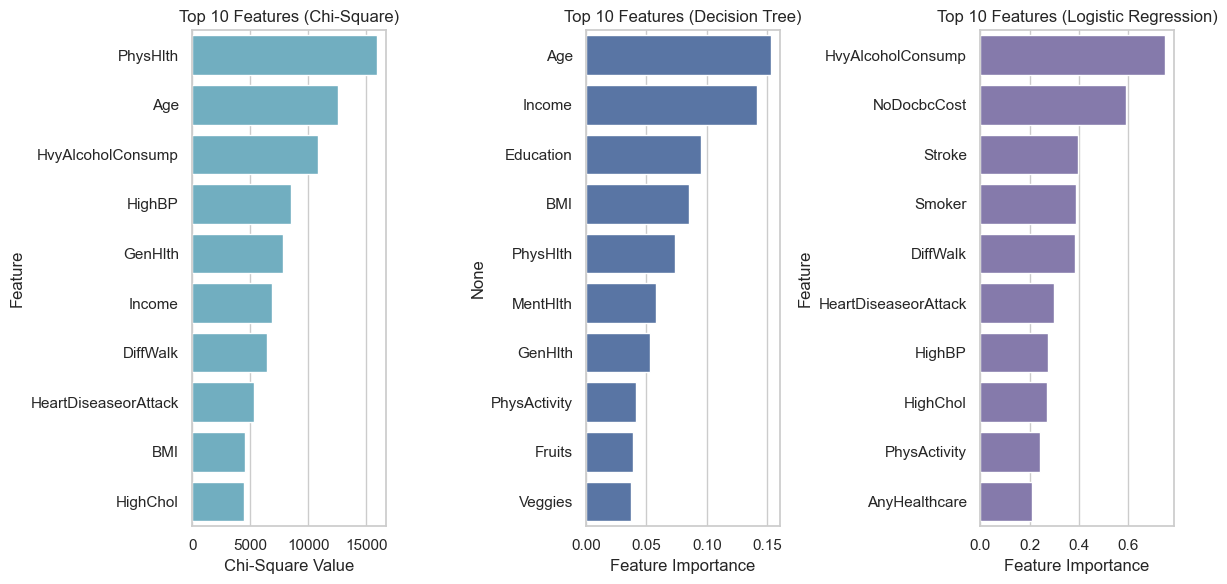 Top 10 Features (Chi-Square)
PhysHlth
Age
HvyAlcoholConsump
HighBP
GenHlth
Income
DiffWalk
HeartDiseaseorAttack
BMI
HighChol
Feature
0 5000 10000 15000
Chi-Square Value
Top 10 Features (Decision Tree)
Age
Income
Education
BMI
PhysHlth
MentHlth
GenHlth
PhysActivity
Fruits
Veggies
None
0.00 0.05 0.10 0.15
Feature Importance
Top 10 Features (Logistic Regression)
HvyAlcoholConsump
NoDocbcCost
Stroke
Smoker
DiffWalk
HeartDiseaseorAttack
HighBP
HighChol
PhysActivity
AnyHealthcare
Feature
0.0 0.2 0.4 0.6
Feature Importance